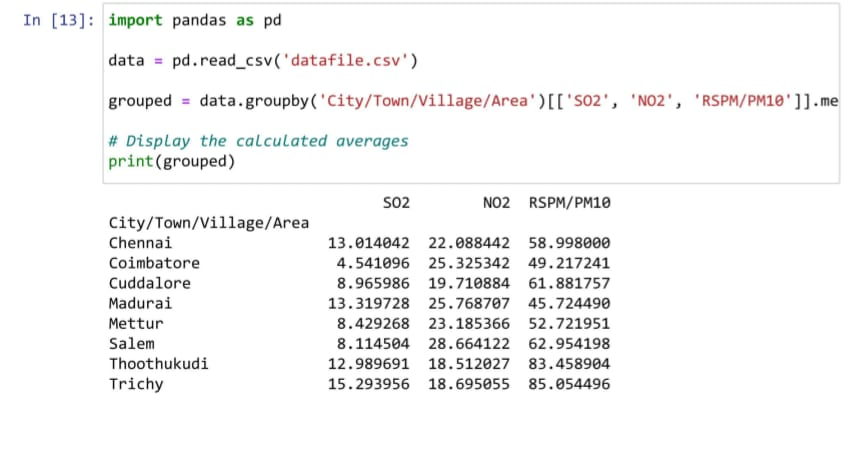 In [13]: import pandas as pd
data = pd.read_csv('datafile.csv')
grouped = data.groupby('City/Town/Village/Area')[['SO2', 'NO2', 'RSPM/PM10']].me
# Display the calculated averages
print(grouped)
SO2 NO2 RSPM/PM10
City/Town/Village/Area
Chennai 13.014042 22.088442 58.998000
Coimbatore 4.541096 25.325342 49.217241
Cuddalore 8.965986 19.710884 61.881757
Madurai 13.319728 25.768707 45.724490
Mettur 8.429268 23.185366 52.721951
Salem 8.114504 28.664122 62.954198
Thoothukudi 12.989691 18.512027 83.458904
Trichy 15.293956 18.695055 85.054496